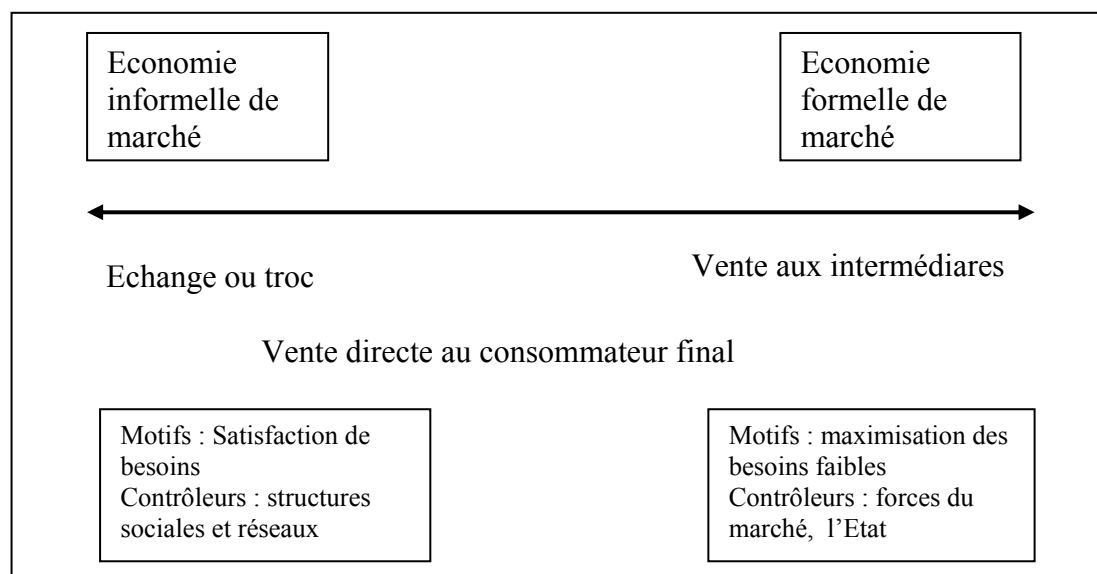 Economie
informelle de
marché
Economie
formelle de
marché
Echange ou troc
Vente aux intermédiares
Vente directe au consommateur final
Motifs : Satisfaction de
besoins
Contrôleurs : structures
sociales et réseaux
Motifs : maximisation des
besoins faibles
Contrôleurs : forces du
marché, l’Etat